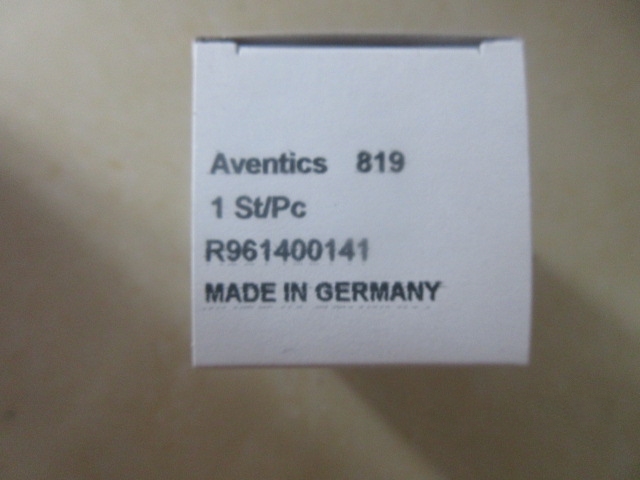 Aventics 819
1 St/Pc
R961400141
MADE IN GERMANY